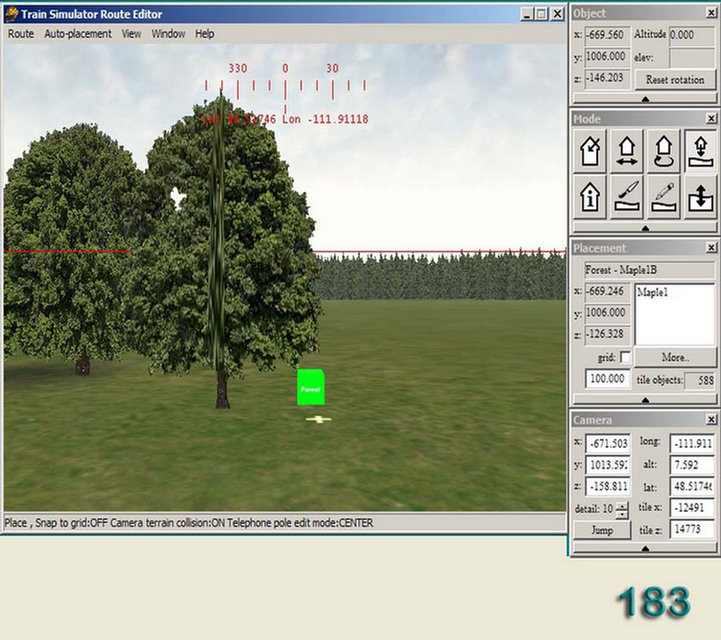 Train Simulator Route Editor
Route Auto-placement View Window Help
330 0 30
Lon -111.91118
Forest
Place , Snap to grid:OFF Camera terrain collision:ON Telephone pole edit mode:CENTER
Object
x: -669.560 Altitude 0.000
y: 1006.000 elev:
z: -146.203 Reset rotation
Mode
Placement
Forest - Maple1B
x: -669.246 Maple1
y: 1006.000
z: -126.328
grid: More..
100.000 tile objects: 588
Camera
x: -671.503 long: -111.911
y: 1013.592 alt: 7.592
z: -158.811 lat: 48.51746
detail: 10 tile x: -12491
Jump tile z: 14773
183